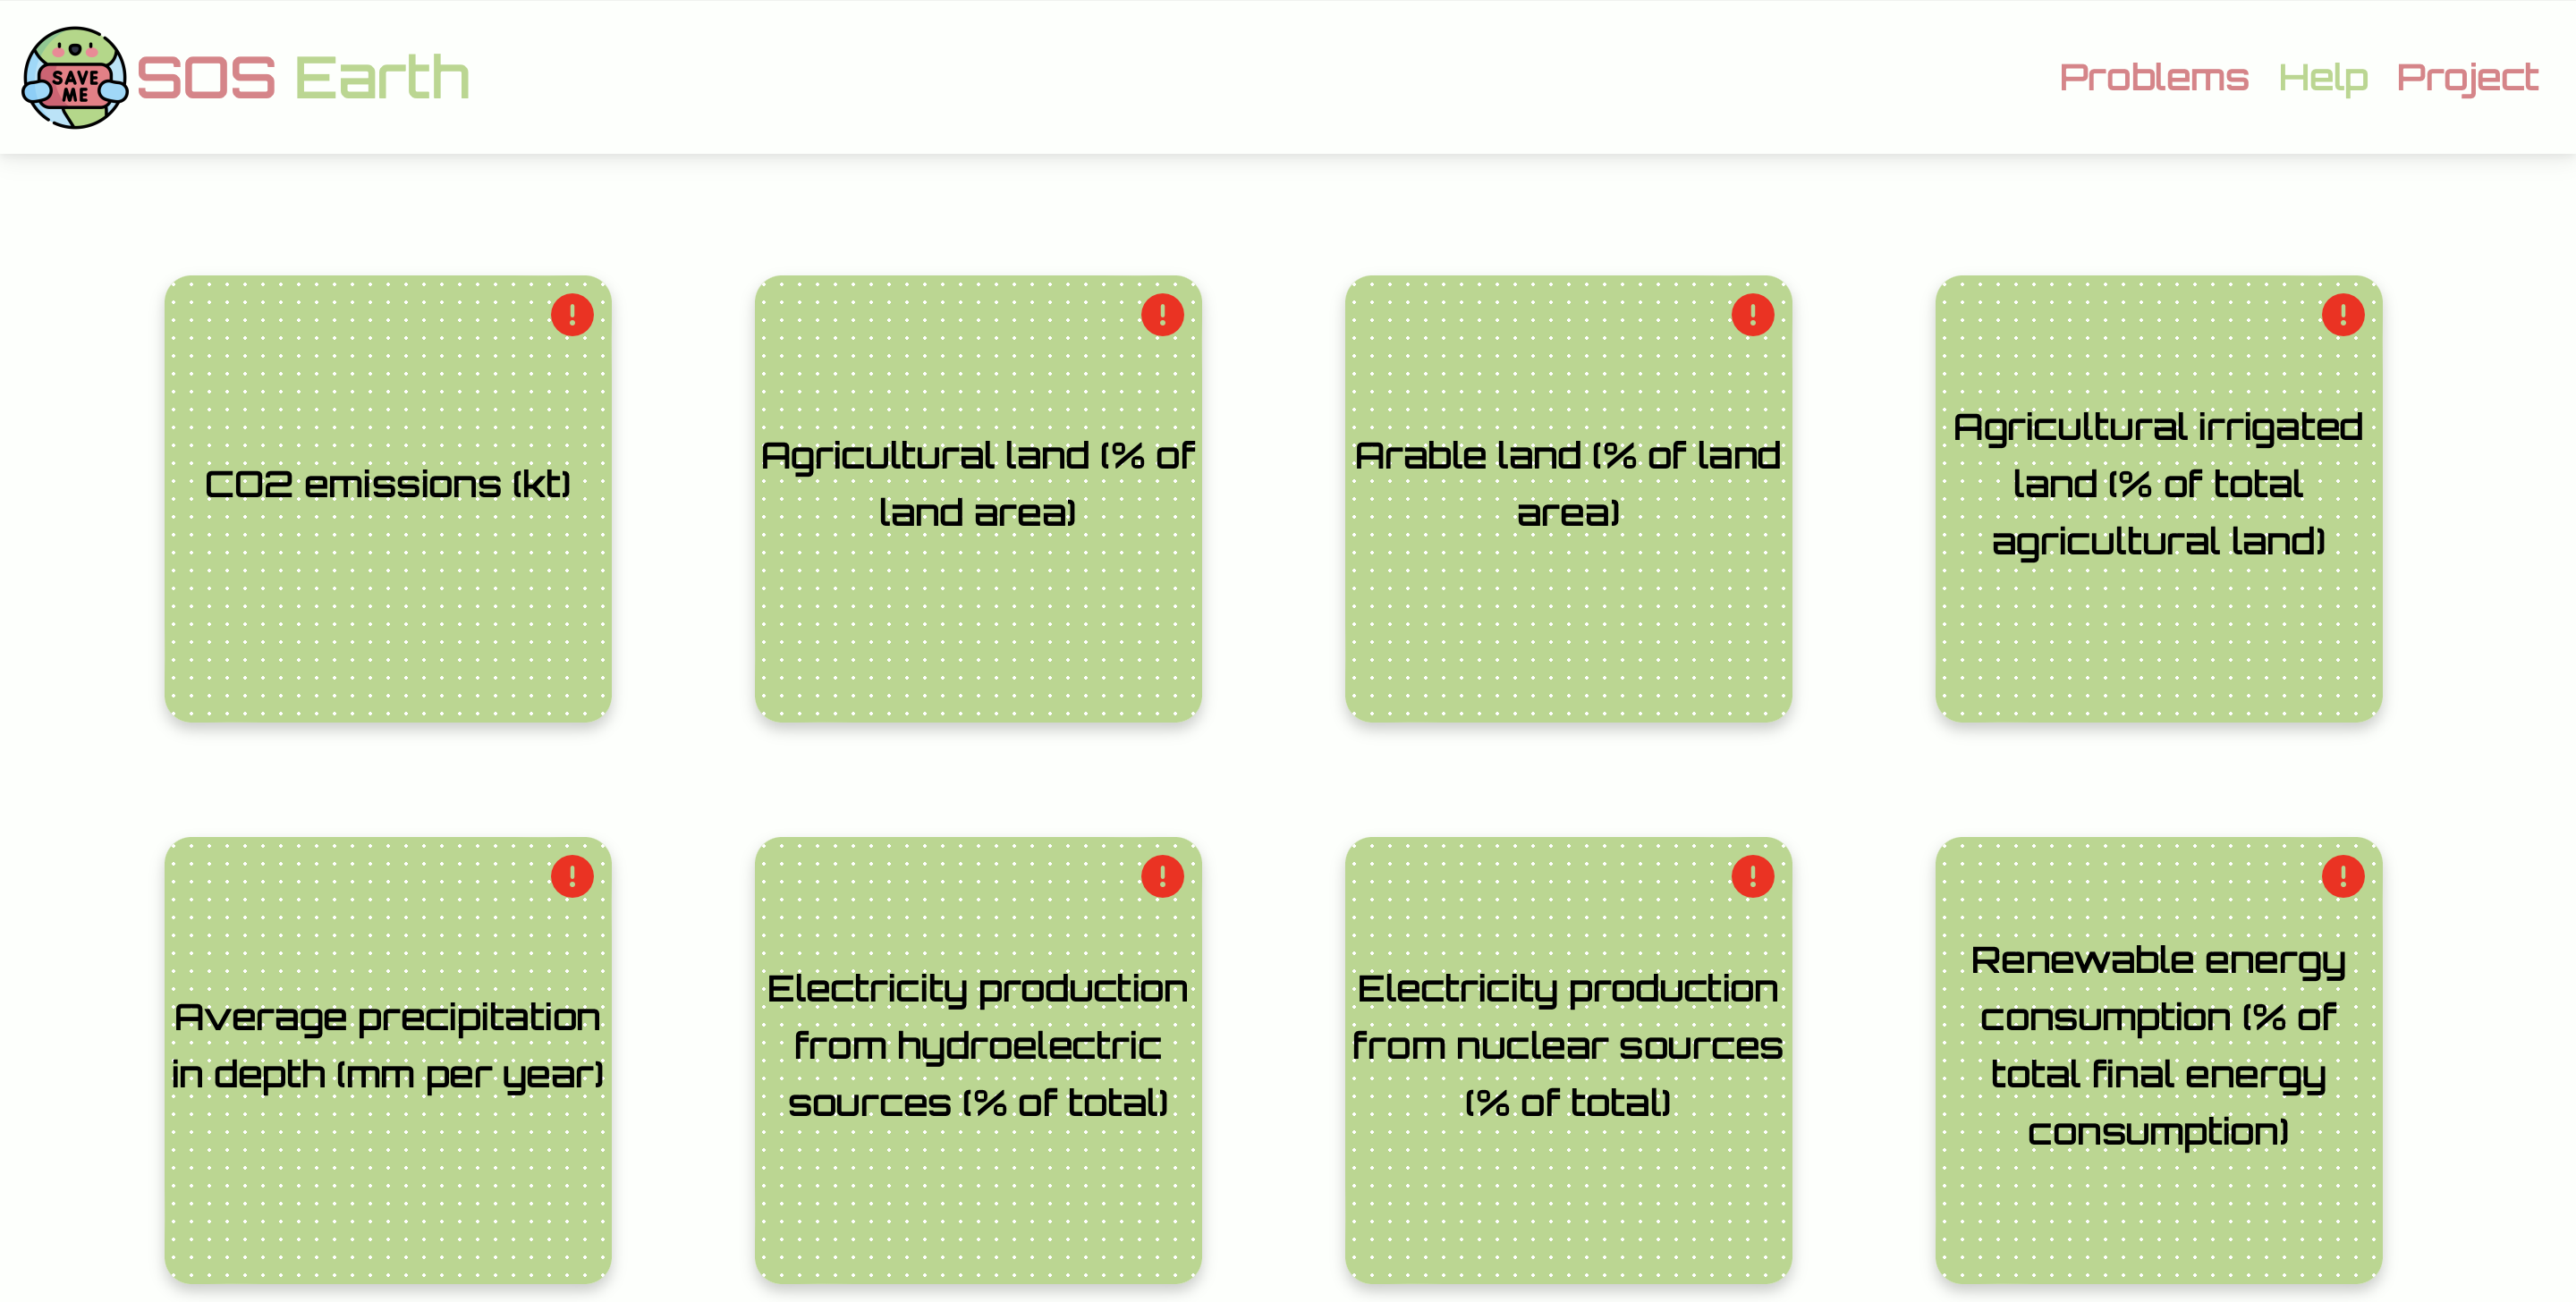 SAVE
ME
SOS Earth
Problems Help Project
CO2 emissions (kt)
Agricultural land (% of
land area)
Arable land (% of land
area)
Agricultural irrigated
land (% of total
agricultural land)
Average precipitation
in depth (mm per year)
Electricity production
from hydroelectric
sources (% of total)
Electricity production
from nuclear sources
(% of total)
Renewable energy
consumption (% of
total final energy
consumption)